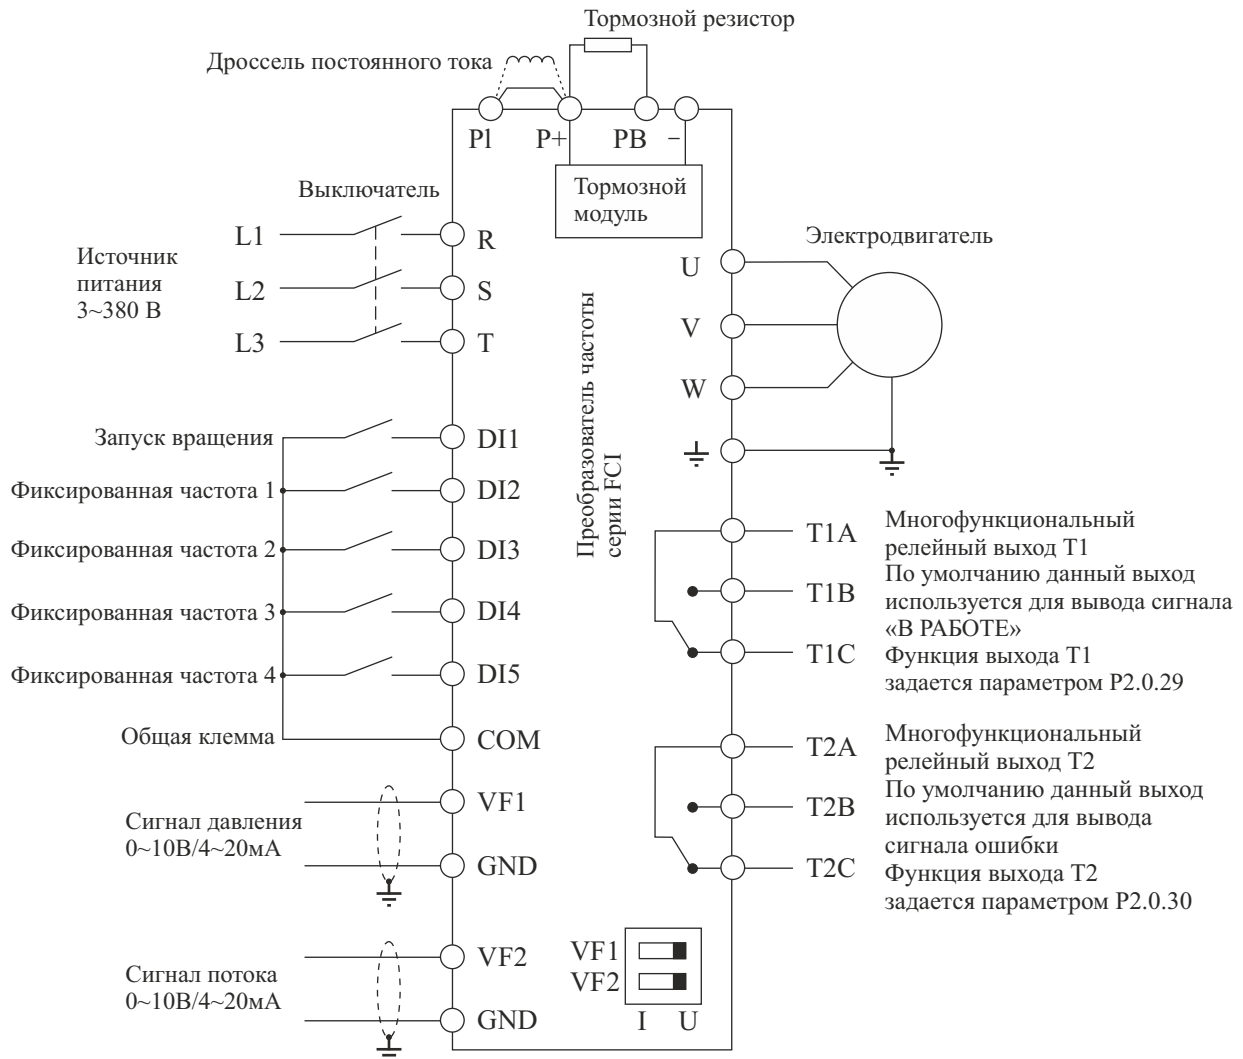 Тормозной резистор
Дроссель постоянного тока
P1
P+
PB
−
Тормозной
модуль
Выключатель
Источник
питания
3~380 В
L1
L2
L3
R
S
T
Электродвигатель
U
V
W
Преобразователь частоты
серии FCI
Запуск вращения
DI1
Фиксированная частота 1
DI2
Фиксированная частота 2
DI3
Фиксированная частота 3
DI4
Фиксированная частота 4
DI5
Общая клемма
COM
Сигнал давления
0~10В/4~20мА
VF1
GND
Сигнал потока
0~10В/4~20мА
VF2
GND
T1A
T1B
T1C
Многофункциональный
релейный выход T1
По умолчанию данный выход
используется для вывода сигнала
«В РАБОТЕ»
Функция выхода T1
задается параметром P2.0.29
T2A
T2B
T2C
Многофункциональный
релейный выход T2
По умолчанию данный выход
используется для вывода
сигнала ошибки
Функция выхода T2
задается параметром P2.0.30
VF1
VF2
I U